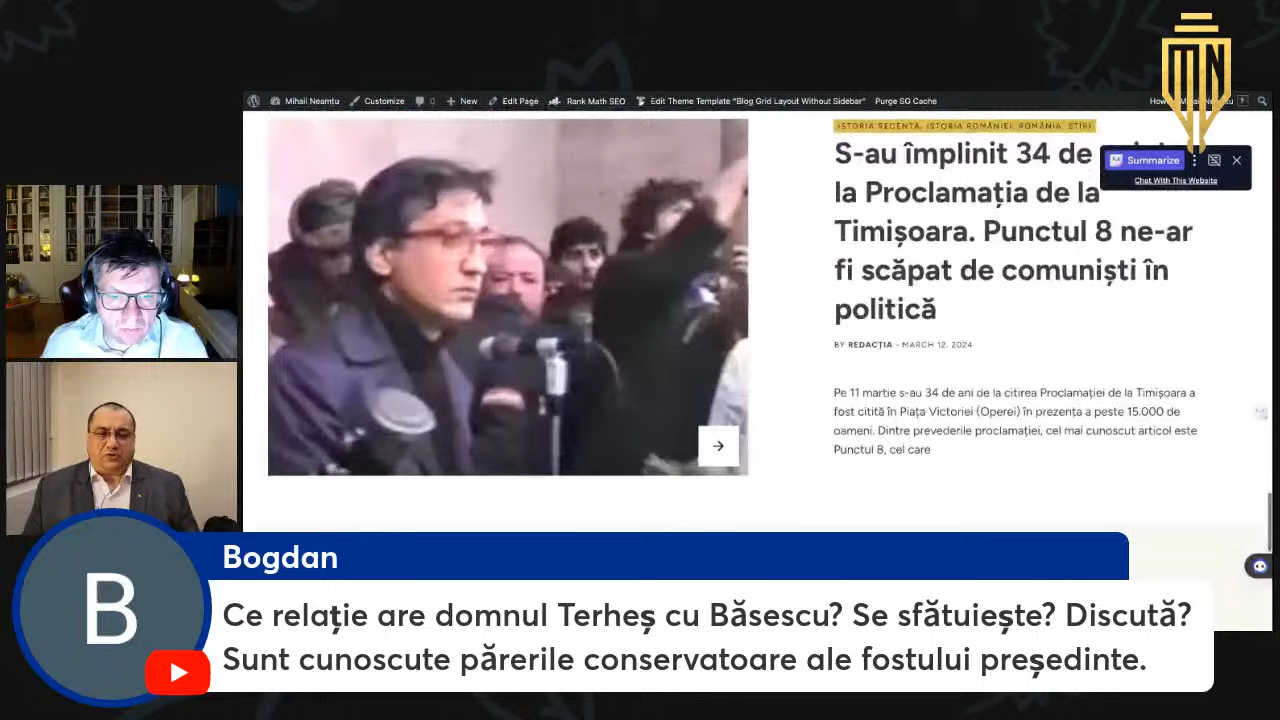 MN
Mihail Neamțu
Customize
0
New
Edit Page
Rank Math SEO
Edit Theme Template "Blog Grid Layout Without Sidebar"
Purge SG Cache
ISTORIA RECENTĂ, ISTORIA ROMÂNIEI, ROMÂNIA, ȘTIRI
S-au împlinit 34 de
la Proclamația de la
Timișoara. Punctul 8 ne-ar
fi scăpat de comuniști în
politică
Summarize
Chat With This Website
BY REDACȚIA - MARCH 12, 2024
Pe 11 martie s-au 34 de ani de la citirea Proclamației de la Timișoara a
fost citită în Piața Victoriei (Operei) în prezența a peste 15.000 de
oameni. Dintre prevederile proclamației, cel mai cunoscut articol este
Punctul 8, cel care
B
Bogdan
Ce relație are domnul Terheș cu Băsescu? Se sfătuiește? Discută?
Sunt cunoscute părerile conservatoare ale fostului președinte.